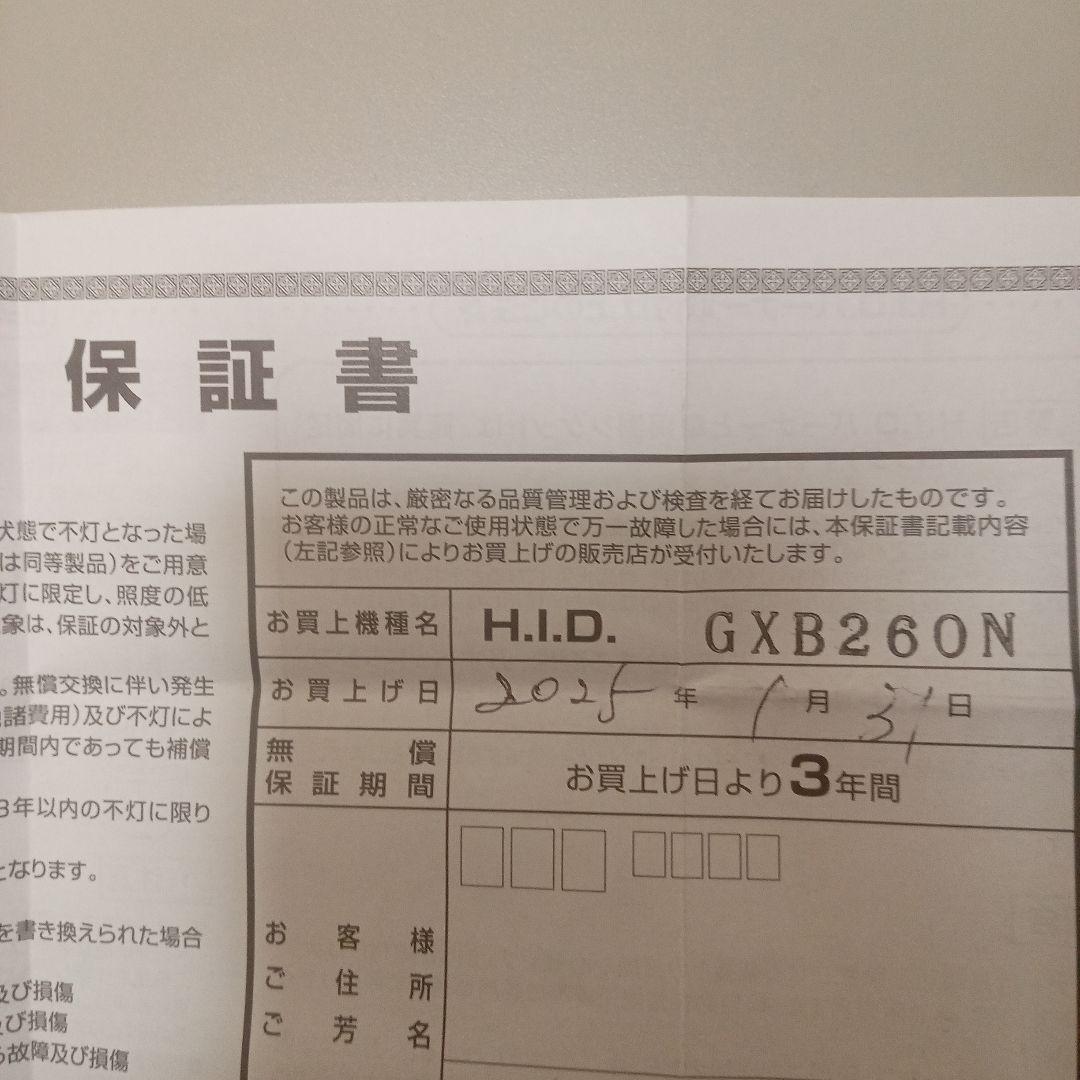 保証書
この製品は、厳密なる品質管理および検査を経てお届けしたものです。
お客様の正常なご使用状態で万一故障した場合には、本保証書記載内容
（左記参照）によりお買上げの販売店が受付いたします。
お買上機種名 H.I.D. GXB260N
お買上げ日 2025年 1月 31日
無償
保証期間 お買上げ日より3年間
お客様
ご住所
ご芳名
状態で不灯となった場
は同等製品）をご用意
灯に限定し、照度の低
象は、保証の対象外と
。無償交換に伴い発生
諸費用）及び不灯によ
期間内であっても補償
3年以内の不灯に限り
となります。
を書き換えられた場合
及び損傷
及び損傷
故障及び損傷